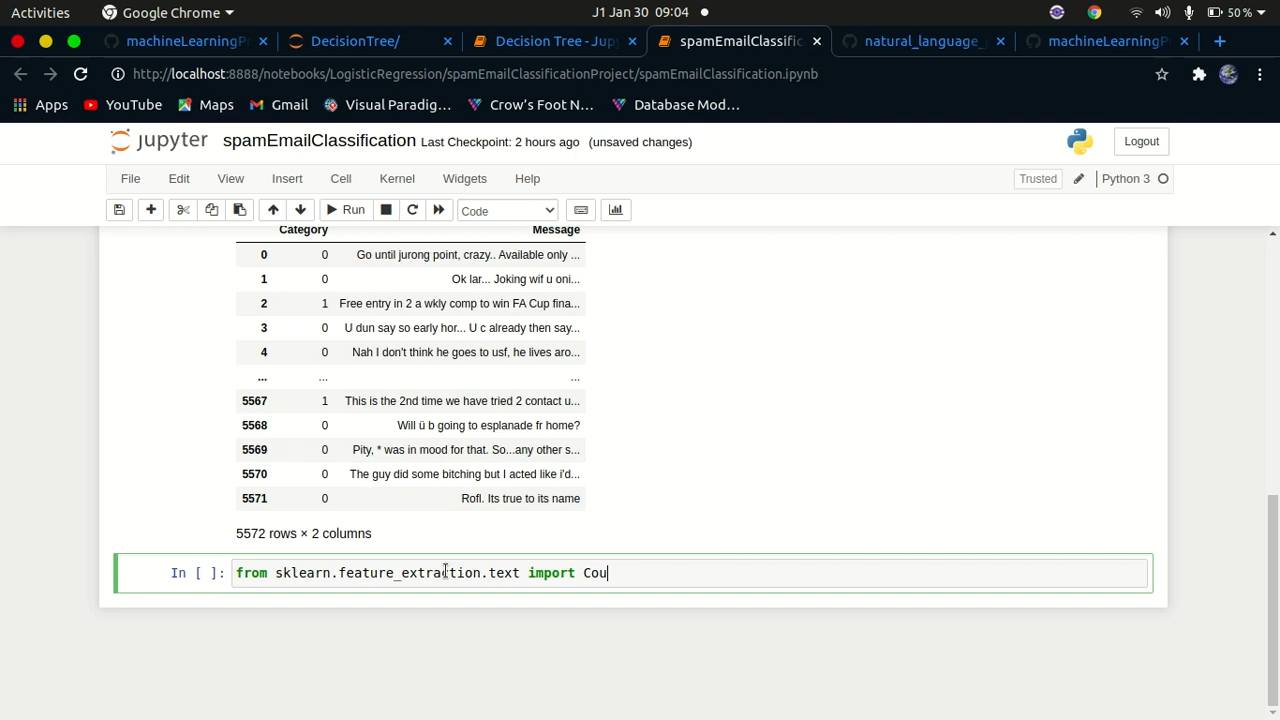 Activities Google Chrome J1 Jan 30 09:04 50 %
machineLearningP DecisionTree/ Decision Tree - Jup spamEmailClassific natural_language_ machineLearningP
http://localhost:8888/notebooks/LogisticRegression/spamEmailClassificationProject/spamEmailClassification.ipynb
Apps YouTube Maps Gmail Visual Paradig... Crow's Foot N... Database Mod...
jupyter spamEmailClassification Last Checkpoint: 2 hours ago (unsaved changes) Logout
File Edit View Insert Cell Kernel Widgets Help Trusted Python 3
Run Code
Category Message
0 0 Go until jurong point, crazy.. Available only ...
1 0 Ok lar... Joking wif u oni...
2 1 Free entry in 2 a wkly comp to win FA Cup fina...
3 0 U dun say so early hor... U c already then say...
4 0 Nah I don't think he goes to usf, he lives aro...
... ... ...
5567 1 This is the 2nd time we have tried 2 contact u...
5568 0 Will ü b going to esplanade fr home?
5569 0 Pity, * was in mood for that. So...any other s...
5570 0 The guy did some bitching but I acted like i'd...
5571 0 Rofl. Its true to its name
5572 rows × 2 columns
In [ ]: from sklearn.feature_extraction.text import Cou